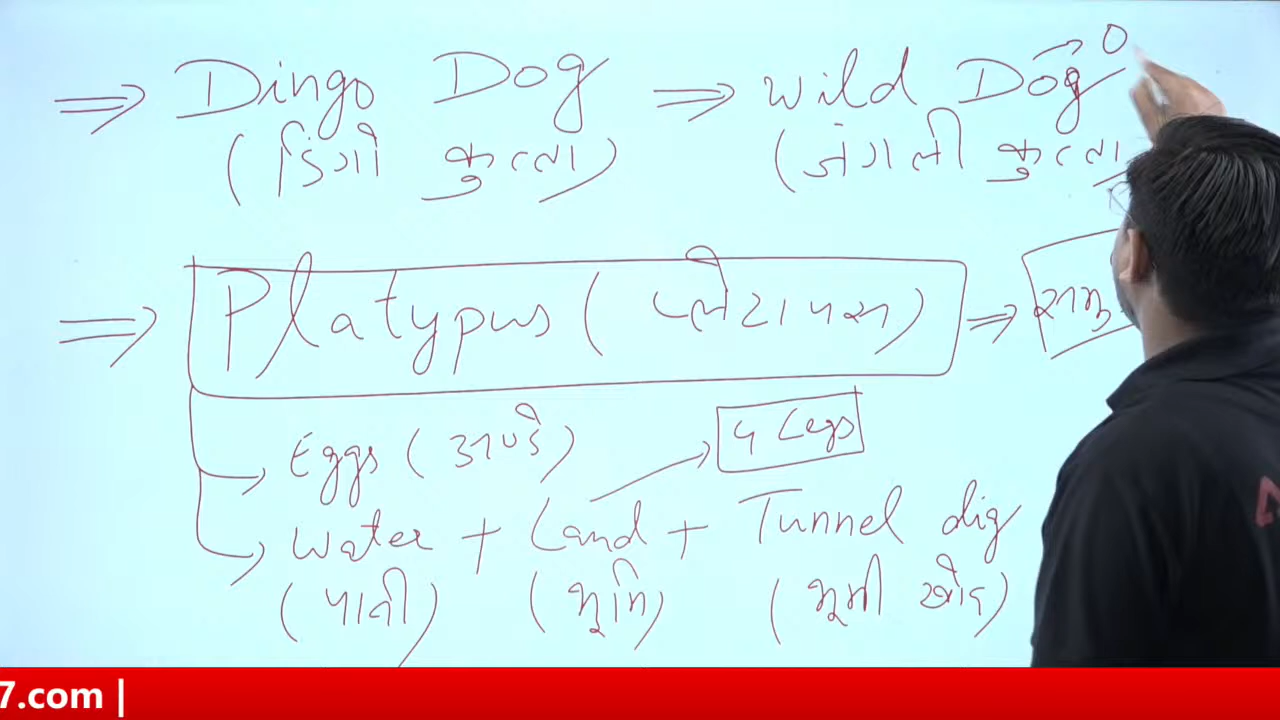 ⇒ Dingo Dog ⇒ Wild Dog → O
(डिंगो कुत्ता) (जंगली कुत्ता
⇒ Platypus (प्लेटीपस) ⇒
Eggs (अण्डे) 4 Legs
Water + Land + Tunnel dig
(पानी) (भूमि) (भूमी खोद)
7.com |